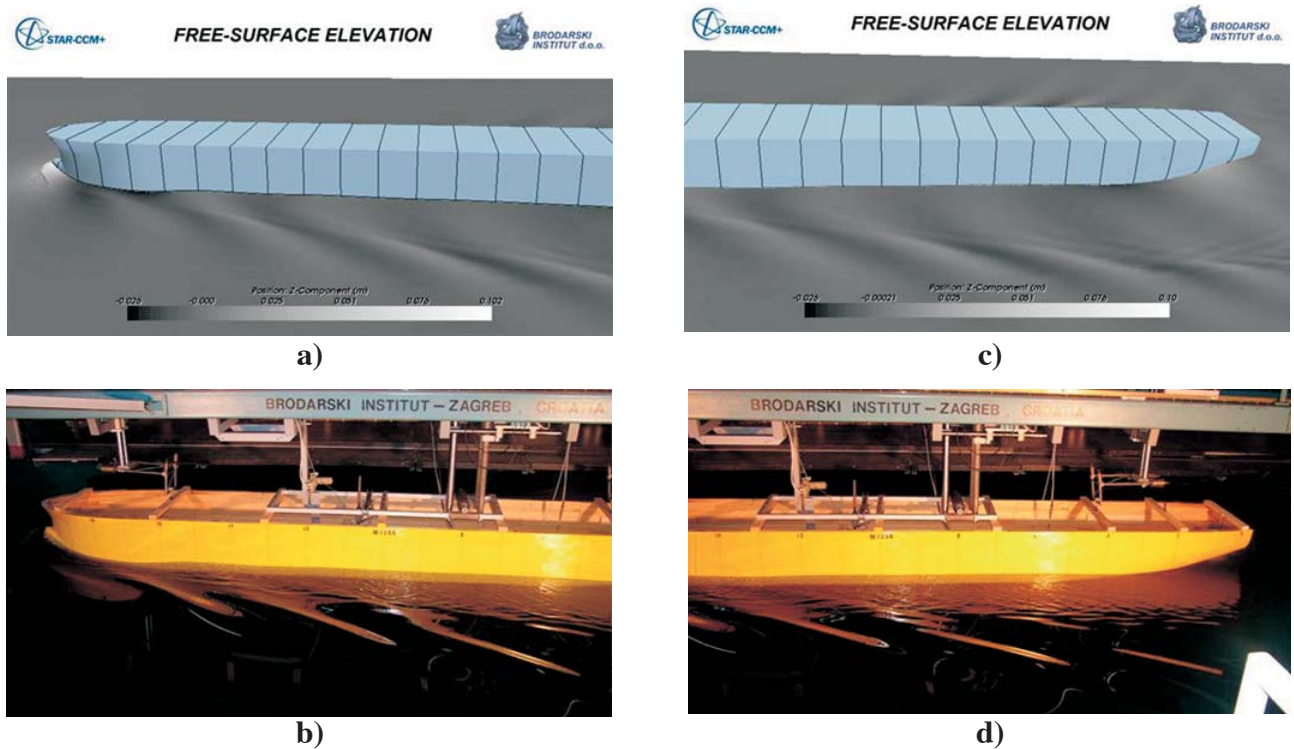 STAR-CCM+
FREE-SURFACE ELEVATION
BRODARSKI
INSTITUT d.o.o.
Position: Z-Component (m)
-0.026 -0.000 0.025 0.051 0.076 0.102
a)
STAR-CCM+
FREE-SURFACE ELEVATION
BRODARSKI
INSTITUT d.o.o.
Position: Z-Component (m)
-0.026 -0.00021 0.025 0.051 0.076 0.10
c)
BRODARSKI INSTITUT – ZAGREB, CROATIA
b)
BRODARSKI INSTITUT – ZAGREB, CROATIA
d)